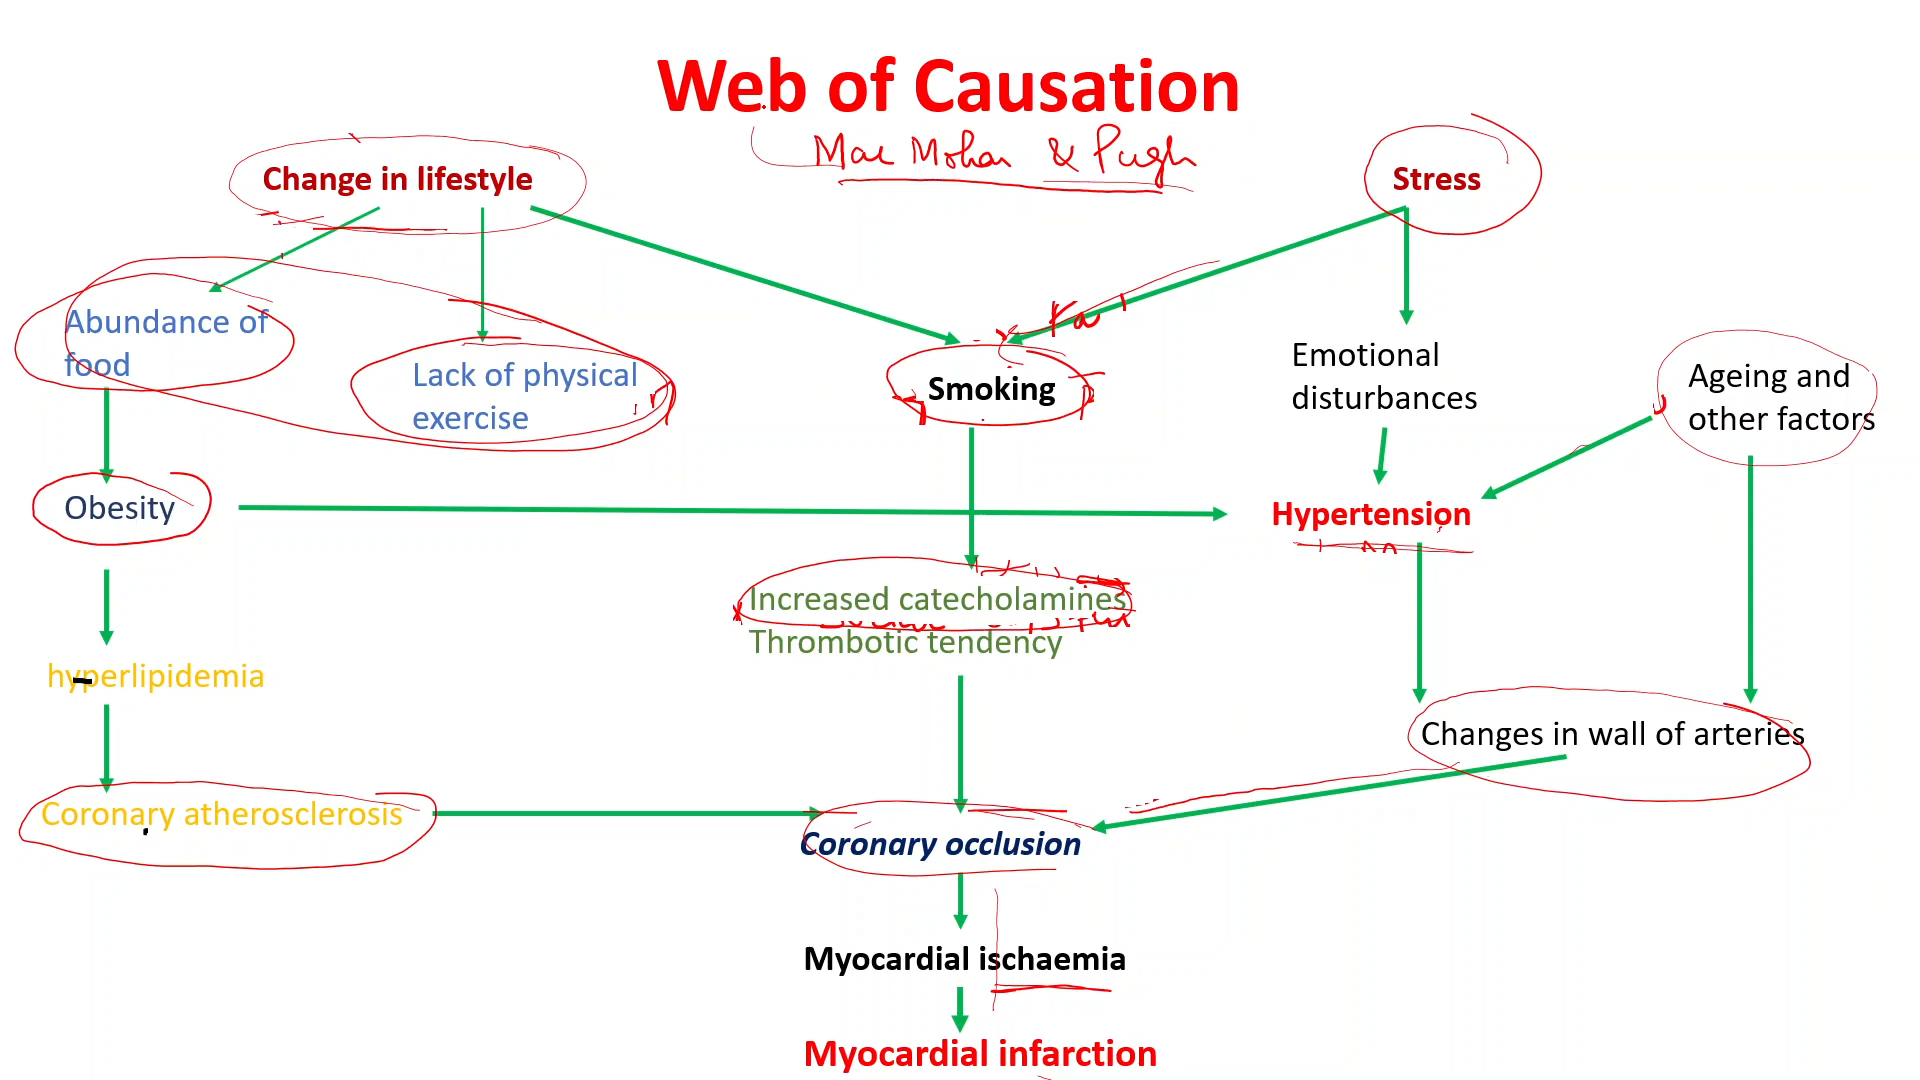 Web of Causation
Mac Mohan & Pugh
Change in lifestyle
Stress
Abundance of
food
Lack of physical
exercise
Smoking
Emotional
disturbances
Ageing and
other factors
Obesity
Hypertension
Increased catecholamines
Thrombotic tendency
hyperlipidemia
Changes in wall of arteries
Coronary atherosclerosis
Coronary occlusion
Myocardial ischaemia
Myocardial infarction